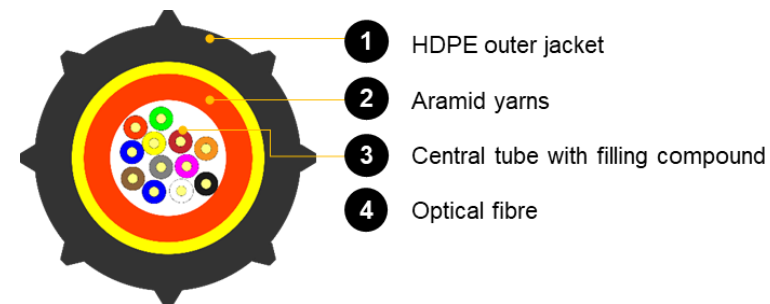 1 HDPE outer jacket
2 Aramid yarns
3 Central tube with filling compound
4 Optical fibre